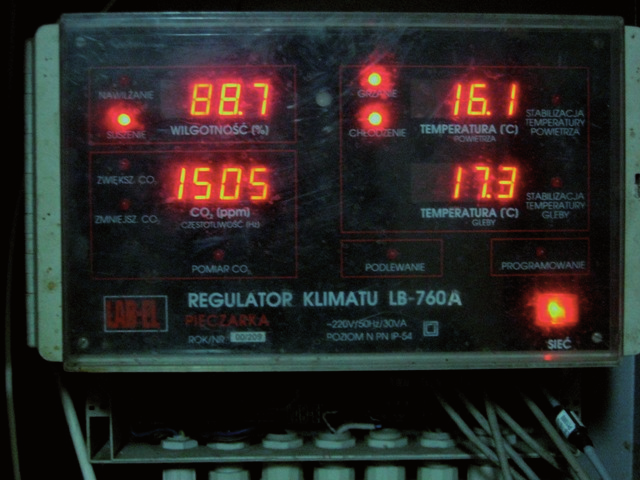 NAWILŻANIE
SUSZENIE
88.7
WILGOTNOŚĆ (%)
GRZANIE
CHŁODZENIE
16.1
TEMPERATURA (°C)
POWIETRZA
STABILIZACJA
TEMPERATURY
POWIETRZA
ZWIĘKSZ. CO₂
ZMNIEJSZ. CO₂
1505
CO₂ (ppm)
CZĘSTOTLIWOŚĆ (Hz)
POMIAR CO₂
17.3
TEMPERATURA (°C)
GLEBY
STABILIZACJA
TEMPERATURY
GLEBY
PODLEWANIE
PROGRAMOWANIE
LAB-EL
REGULATOR KLIMATU LB-760A
PIECZARKA
ROK/NR 00/209
~220V/50Hz/30VA
POZIOM N PN IP-54
SIEĆ